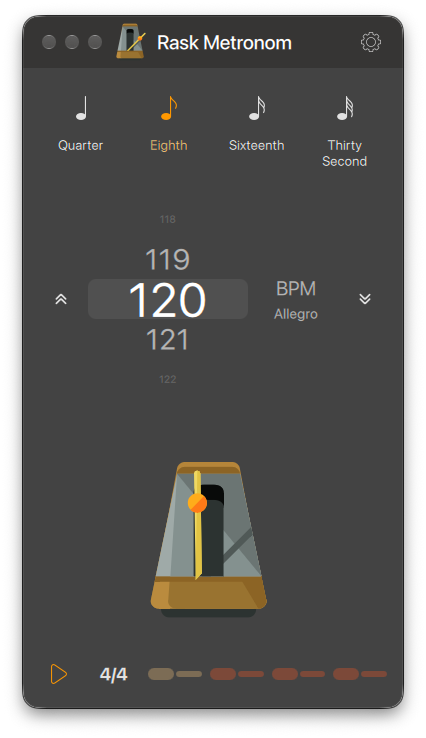 Rask Metronom
Quarter
Eighth
Sixteenth
Thirty
Second
118
119
120
121
122
BPM
Allegro
4/4